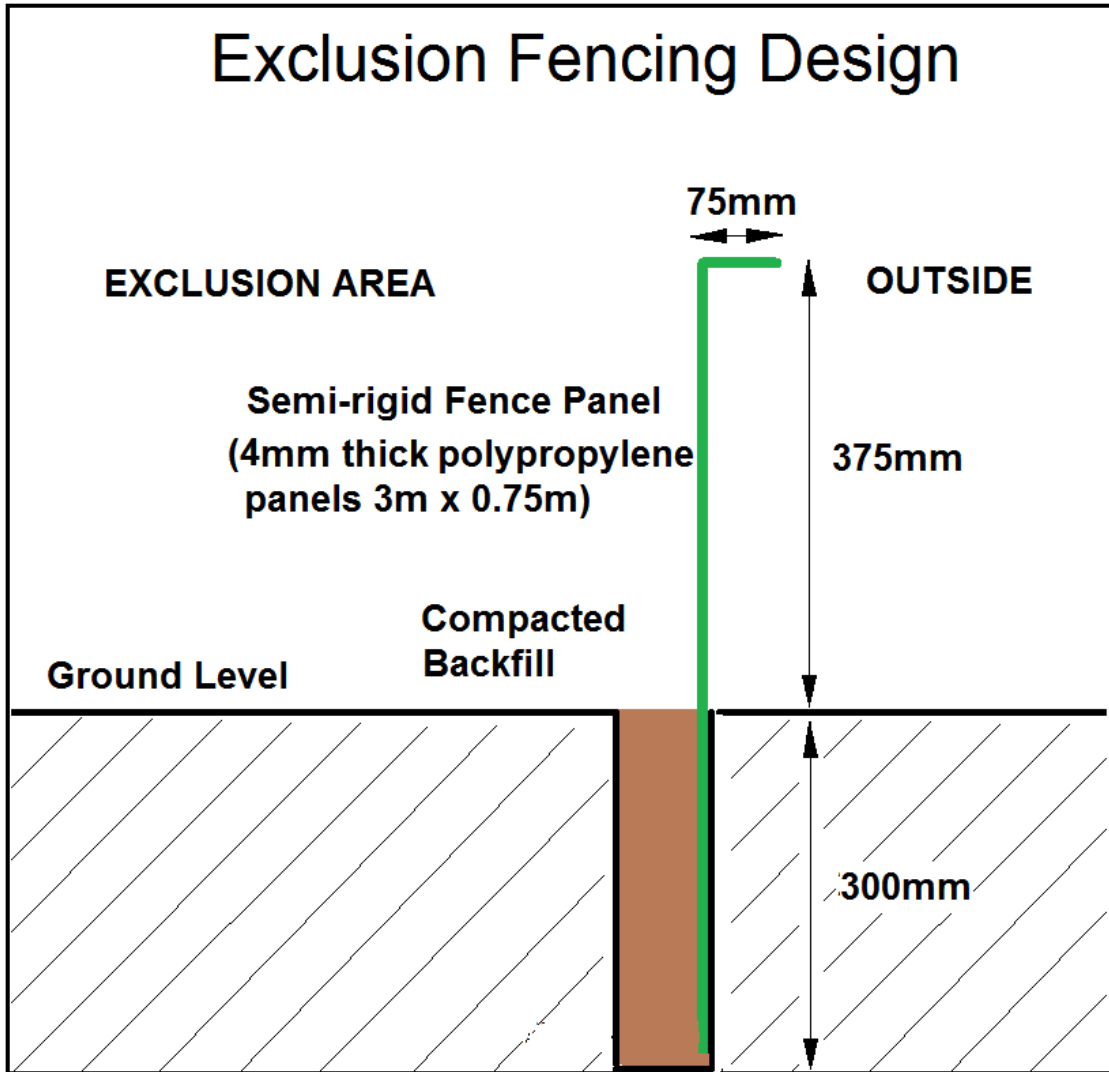 Exclusion Fencing Design
75mm
EXCLUSION AREA
OUTSIDE
Semi-rigid Fence Panel
(4mm thick polypropylene
panels 3m x 0.75m)
375mm
Compacted
Backfill
Ground Level
300mm